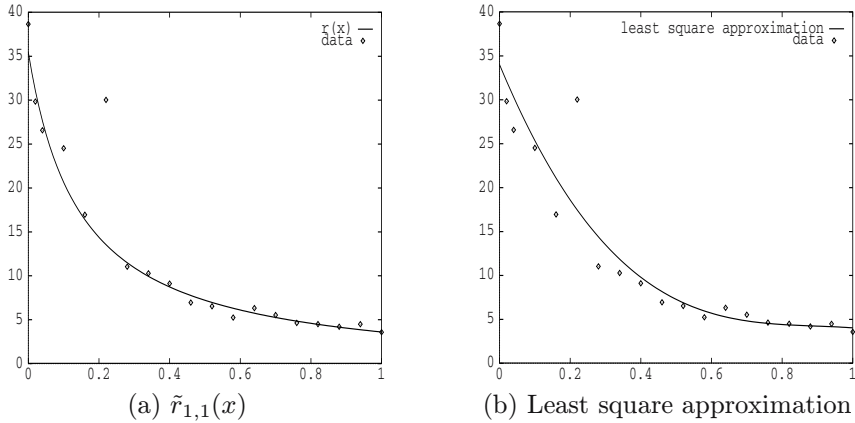 40
35
30
25
20
15
10
5
0
0 0.2 0.4 0.6 0.8 1
r(x)
data
(a) r̃₁,₁(x)
40
35
30
25
20
15
10
5
0
0 0.2 0.4 0.6 0.8 1
least square approximation
data
(b) Least square approximation